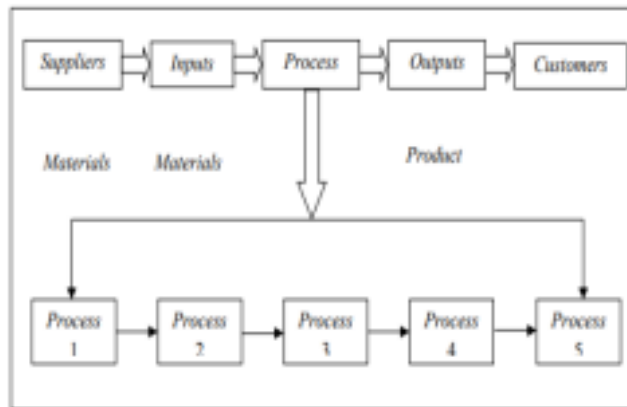 Suppliers
Inputs
Process
Outputs
Customers
Materials
Materials
Product
Process
1
Process
2
Process
3
Process
4
Process
5